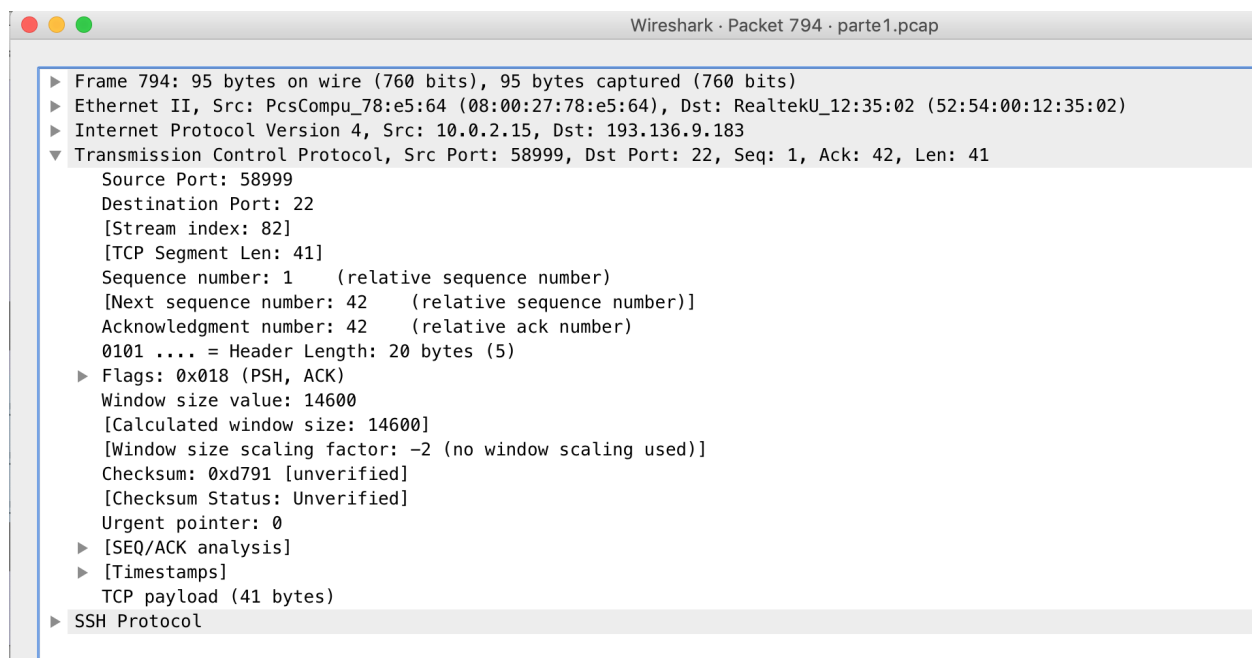 Wireshark · Packet 794 · parte1.pcap
Frame 794: 95 bytes on wire (760 bits), 95 bytes captured (760 bits)
Ethernet II, Src: PcsCompu_78:e5:64 (08:00:27:78:e5:64), Dst: RealtekU_12:35:02 (52:54:00:12:35:02)
Internet Protocol Version 4, Src: 10.0.2.15, Dst: 193.136.9.183
Transmission Control Protocol, Src Port: 58999, Dst Port: 22, Seq: 1, Ack: 42, Len: 41
Source Port: 58999
Destination Port: 22
[Stream index: 82]
[TCP Segment Len: 41]
Sequence number: 1    (relative sequence number)
[Next sequence number: 42    (relative sequence number)]
Acknowledgment number: 42    (relative ack number)
0101 .... = Header Length: 20 bytes (5)
Flags: 0x018 (PSH, ACK)
Window size value: 14600
[Calculated window size: 14600]
[Window size scaling factor: -2 (no window scaling used)]
Checksum: 0xd791 [unverified]
[Checksum Status: Unverified]
Urgent pointer: 0
[SEQ/ACK analysis]
[Timestamps]
TCP payload (41 bytes)
SSH Protocol